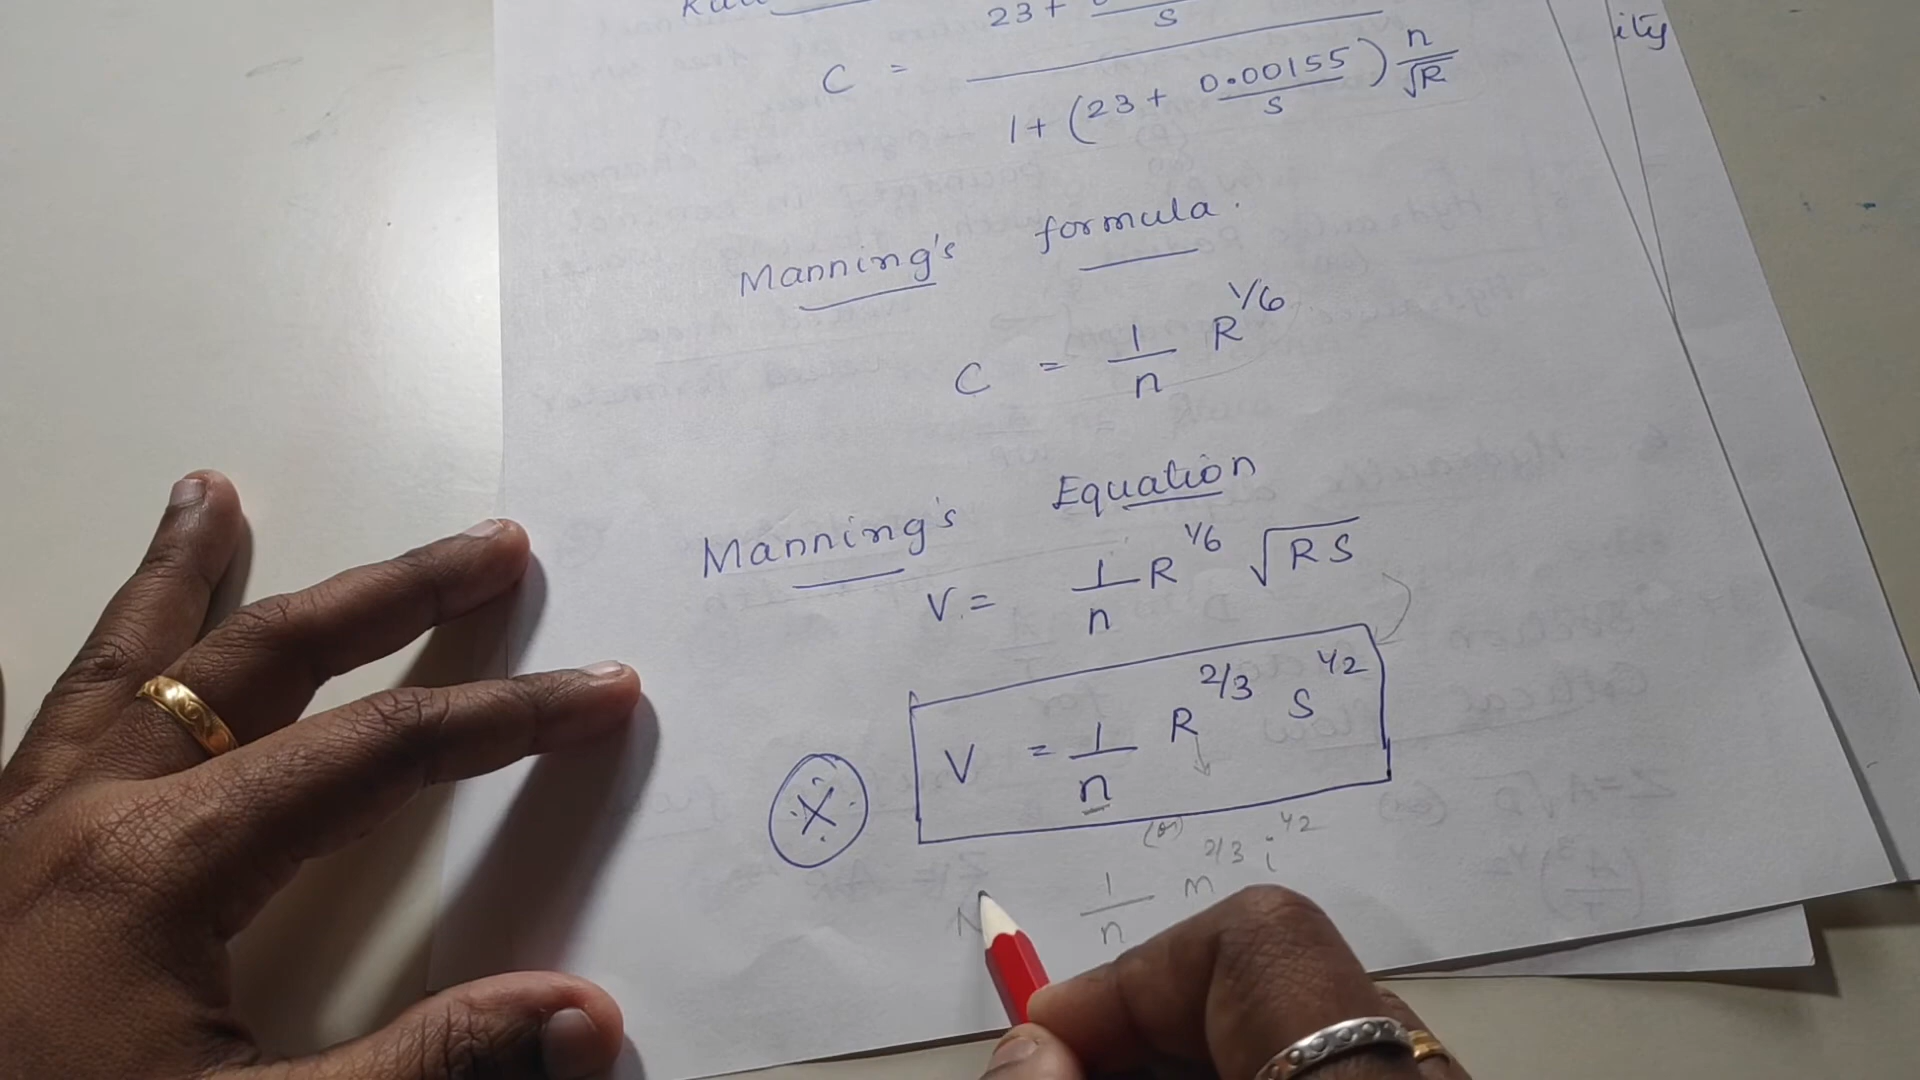 23 +
S
C =
1 + (23 + 0.00155/S) n/√R
ity
Manning's formula.
C = 1/n R^1/6
Manning's Equation
V = 1/n R^1/6 √RS
V = 1/n R^2/3 S^1/2
X
(or)
1/n m^2/3 i^1/2